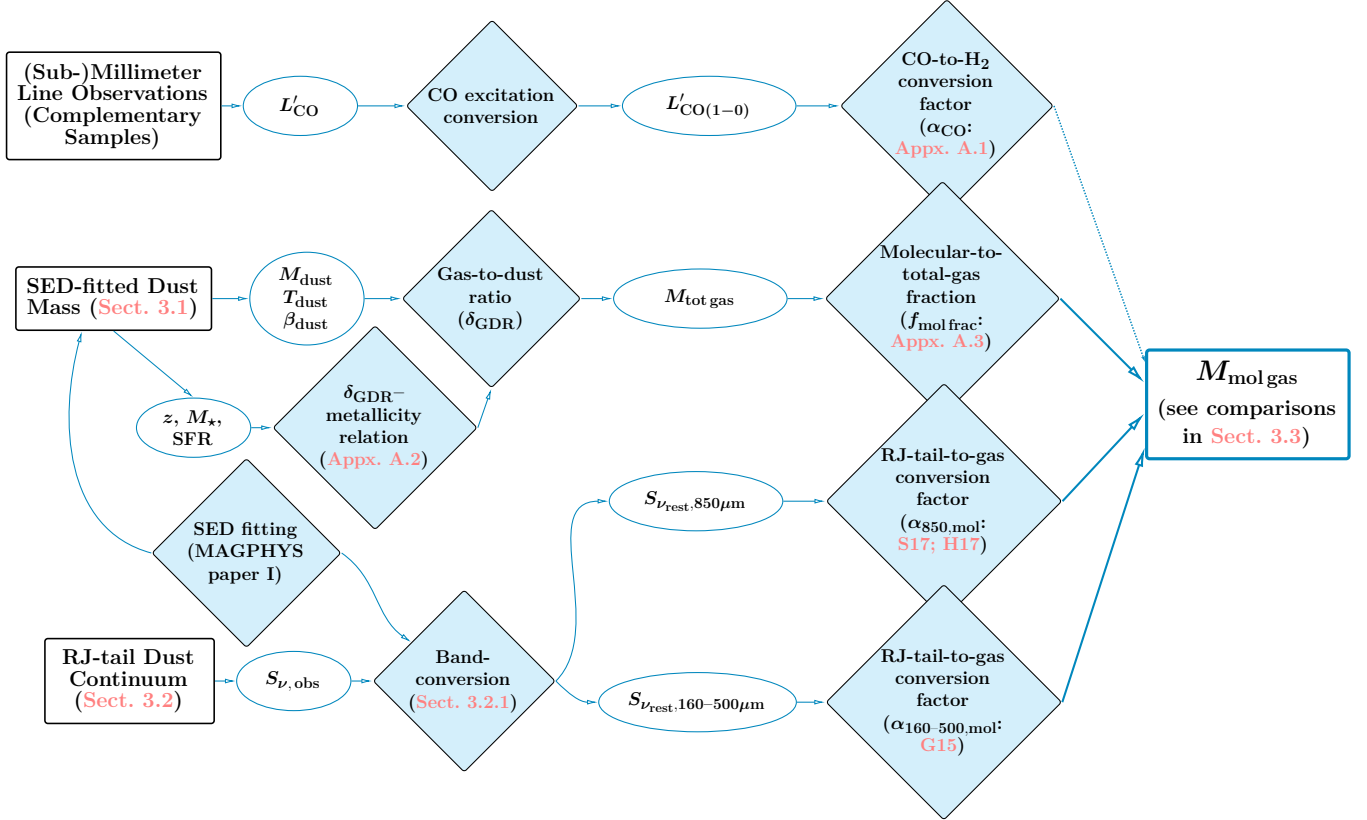 (Sub-)Millimeter
Line Observations
(Complementary
Samples)
L′CO
CO excitation
conversion
L′CO(1−0)
CO-to-H2
conversion
factor
(αCO:
Appx. A.1)
SED-fitted Dust
Mass (Sect. 3.1)
Mdust
Tdust
βdust
Gas-to-dust
ratio
(δGDR)
Mtot gas
Molecular-to-
total-gas
fraction
(fmol frac:
Appx. A.3)
z, M⋆,
SFR
δGDR–
metallicity
relation
(Appx. A.2)
Mmol gas
(see comparisons
in Sect. 3.3)
SED fitting
(MAGPHYS
paper I)
Sνrest,850μm
RJ-tail-to-gas
conversion
factor
(α850,mol:
S17; H17)
RJ-tail Dust
Continuum
(Sect. 3.2)
Sν, obs
Band-
conversion
(Sect. 3.2.1)
Sνrest,160–500μm
RJ-tail-to-gas
conversion
factor
(α160–500,mol:
G15)